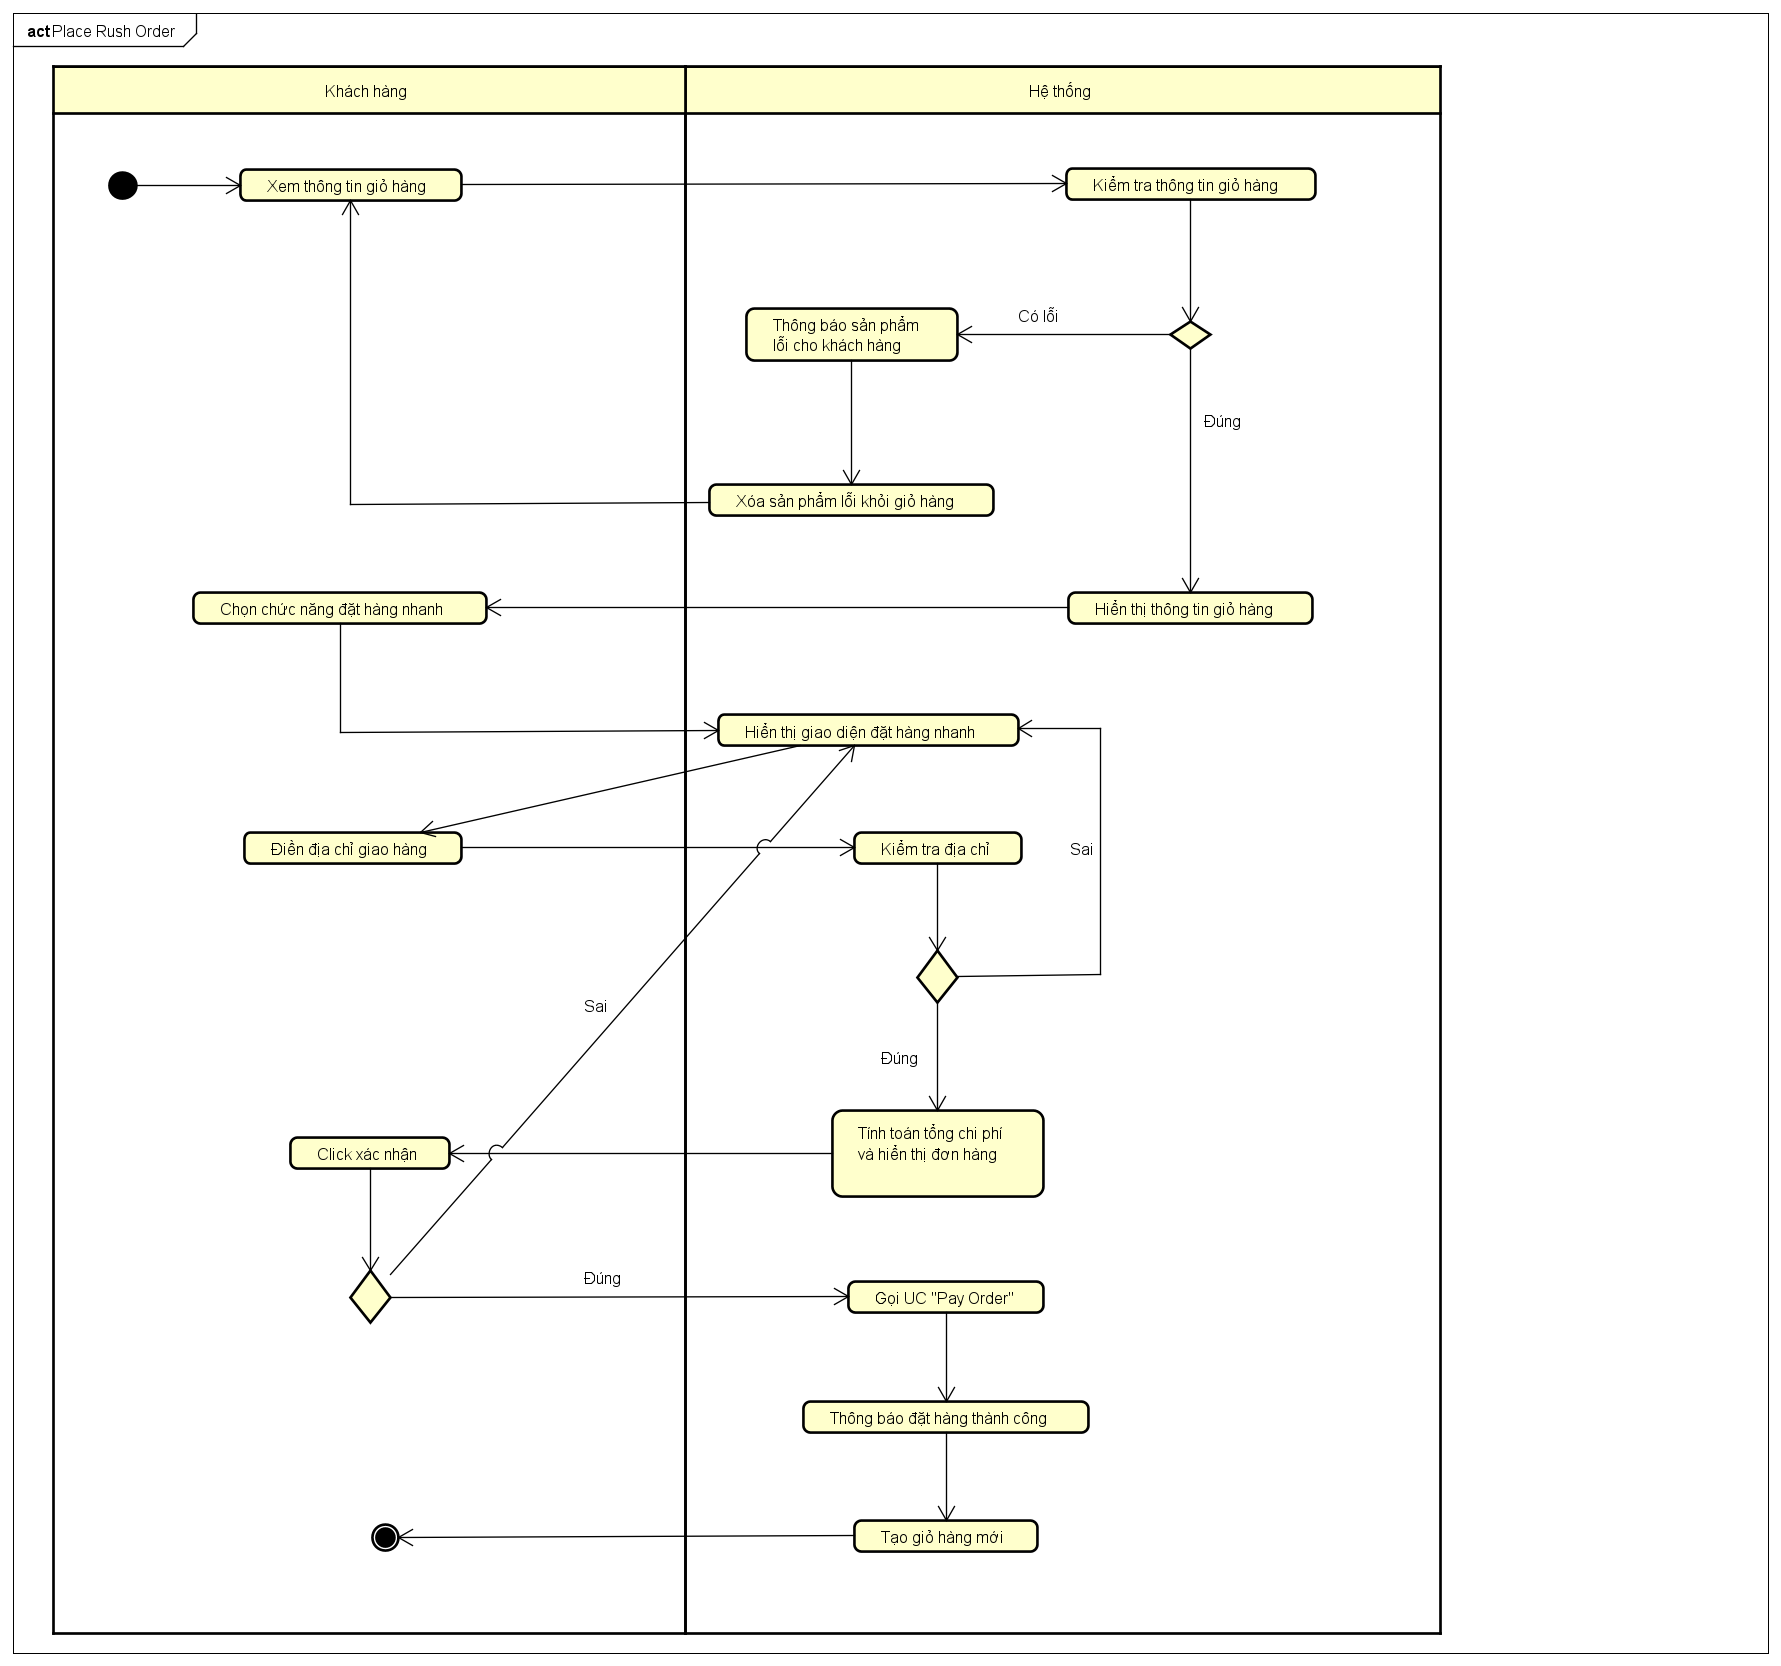 act Place Rush Order
Khách hàng
Hệ thống
Xem thông tin giỏ hàng
Kiểm tra thông tin giỏ hàng
Có lỗi
Thông báo sản phẩm
lỗi cho khách hàng
Đúng
Xóa sản phẩm lỗi khỏi giỏ hàng
Chọn chức năng đặt hàng nhanh
Hiển thị thông tin giỏ hàng
Hiển thị giao diện đặt hàng nhanh
Điền địa chỉ giao hàng
Kiểm tra địa chỉ
Sai
Sai
Đúng
Tính toán tổng chi phí
và hiển thị đơn hàng
Click xác nhận
Đúng
Gọi UC "Pay Order"
Thông báo đặt hàng thành công
Tạo giỏ hàng mới